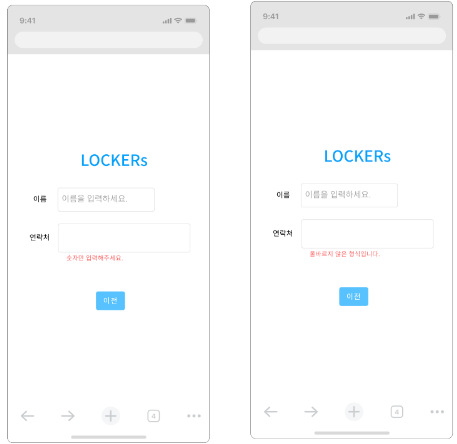 9:41
LOCKERs
이름
이름을 입력하세요.
연락처
숫자만 입력해주세요.
이전
4
9:41
LOCKERs
이름
이름을 입력하세요.
연락처
올바르지 않은 형식입니다.
이전
4